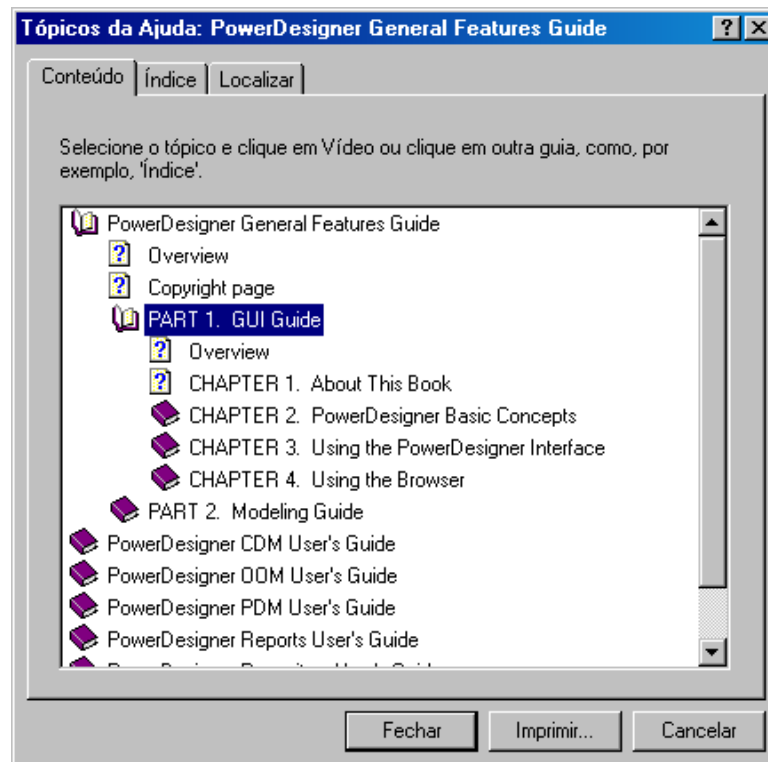 Tópicos da Ajuda: PowerDesigner General Features Guide
Conteúdo Índice Localizar
Selecione o tópico e clique em Vídeo ou clique em outra guia, como, por
exemplo, 'Índice'.
PowerDesigner General Features Guide
Overview
Copyright page
PART 1. GUI Guide
Overview
CHAPTER 1. About This Book
CHAPTER 2. PowerDesigner Basic Concepts
CHAPTER 3. Using the PowerDesigner Interface
CHAPTER 4. Using the Browser
PART 2. Modeling Guide
PowerDesigner CDM User's Guide
PowerDesigner OOM User's Guide
PowerDesigner PDM User's Guide
PowerDesigner Reports User's Guide
Fechar Imprimir... Cancelar